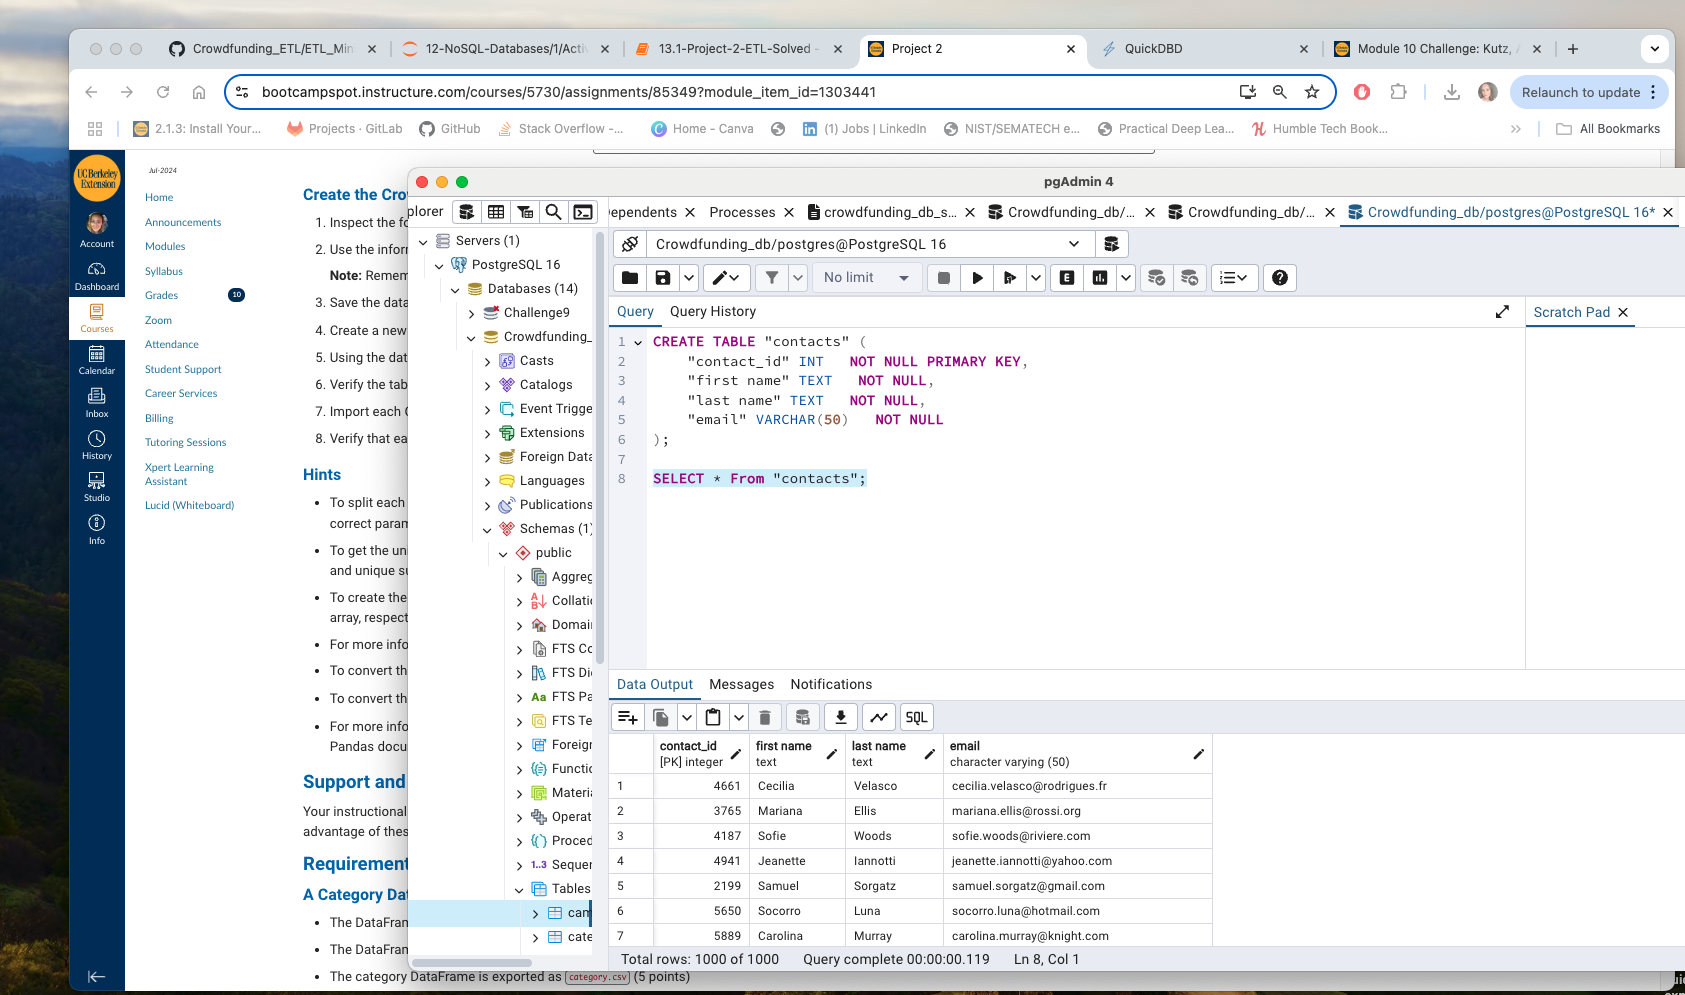 Crowdfunding_ETL/ETL_Min
12-NoSQL-Databases/1/Activ
13.1-Project-2-ETL-Solved -
Project 2
QuickDBD
Module 10 Challenge: Kutz,
bootcampspot.instructure.com/courses/5730/assignments/85349?module_item_id=1303441
Relaunch to update
2.1.3: Install Your...
Projects · GitLab
GitHub
Stack Overflow -...
Home - Canva
(1) Jobs | LinkedIn
NIST/SEMATECH e...
Practical Deep Lea...
Humble Tech Book...
All Bookmarks
UC Berkeley
Extension
Account
Dashboard
Courses
Calendar
Inbox
History
Studio
Info
Jul-2024
Home
Announcements
Modules
Syllabus
Grades
10
Zoom
Attendance
Student Support
Career Services
Billing
Tutoring Sessions
Xpert Learning
Assistant
Lucid (Whiteboard)
Create the Cro
1. Inspect the fo
2. Use the infor
Note: Remem
3. Save the data
4. Create a new
5. Using the dat
6. Verify the tab
7. Import each C
8. Verify that ea
Hints
To split each
correct param
To get the uni
and unique su
To create the
array, respect
For more info
To convert th
To convert th
For more info
Pandas docu
Support and
Your instructional
advantage of thes
Requirement
A Category Dat
The DataFram
The DataFram
The category DataFrame is exported as category.csv (5 points)
pgAdmin 4
plorer
ependents
Processes
crowdfunding_db_s...
Crowdfunding_db/...
Crowdfunding_db/...
Crowdfunding_db/postgres@PostgreSQL 16*
Servers (1)
PostgreSQL 16
Databases (14)
Challenge9
Crowdfunding_
Casts
Catalogs
Event Trigge
Extensions
Foreign Data
Languages
Publications
Schemas (1)
public
Aggreg
Collatio
Domai
FTS Co
FTS Dic
Aa FTS Pa
FTS Te
Foreign
Functio
Materia
Operat
Proced
1..3 Sequen
Tables
cam
cate
Crowdfunding_db/postgres@PostgreSQL 16
No limit
E
Query
Query History
Scratch Pad
1 CREATE TABLE "contacts" (
2 "contact_id" INT NOT NULL PRIMARY KEY,
3 "first name" TEXT NOT NULL,
4 "last name" TEXT NOT NULL,
5 "email" VARCHAR(50) NOT NULL
6 );
7
8 SELECT * From "contacts";
Data Output
Messages
Notifications
SQL
contact_id first name last name email
[PK] integer text text character varying (50)
1 4661 Cecilia Velasco cecilia.velasco@rodrigues.fr
2 3765 Mariana Ellis mariana.ellis@rossi.org
3 4187 Sofie Woods sofie.woods@riviere.com
4 4941 Jeanette Iannotti jeanette.iannotti@yahoo.com
5 2199 Samuel Sorgatz samuel.sorgatz@gmail.com
6 5650 Socorro Luna socorro.luna@hotmail.com
7 5889 Carolina Murray carolina.murray@knight.com
Total rows: 1000 of 1000
Query complete 00:00:00.119
Ln 8, Col 1